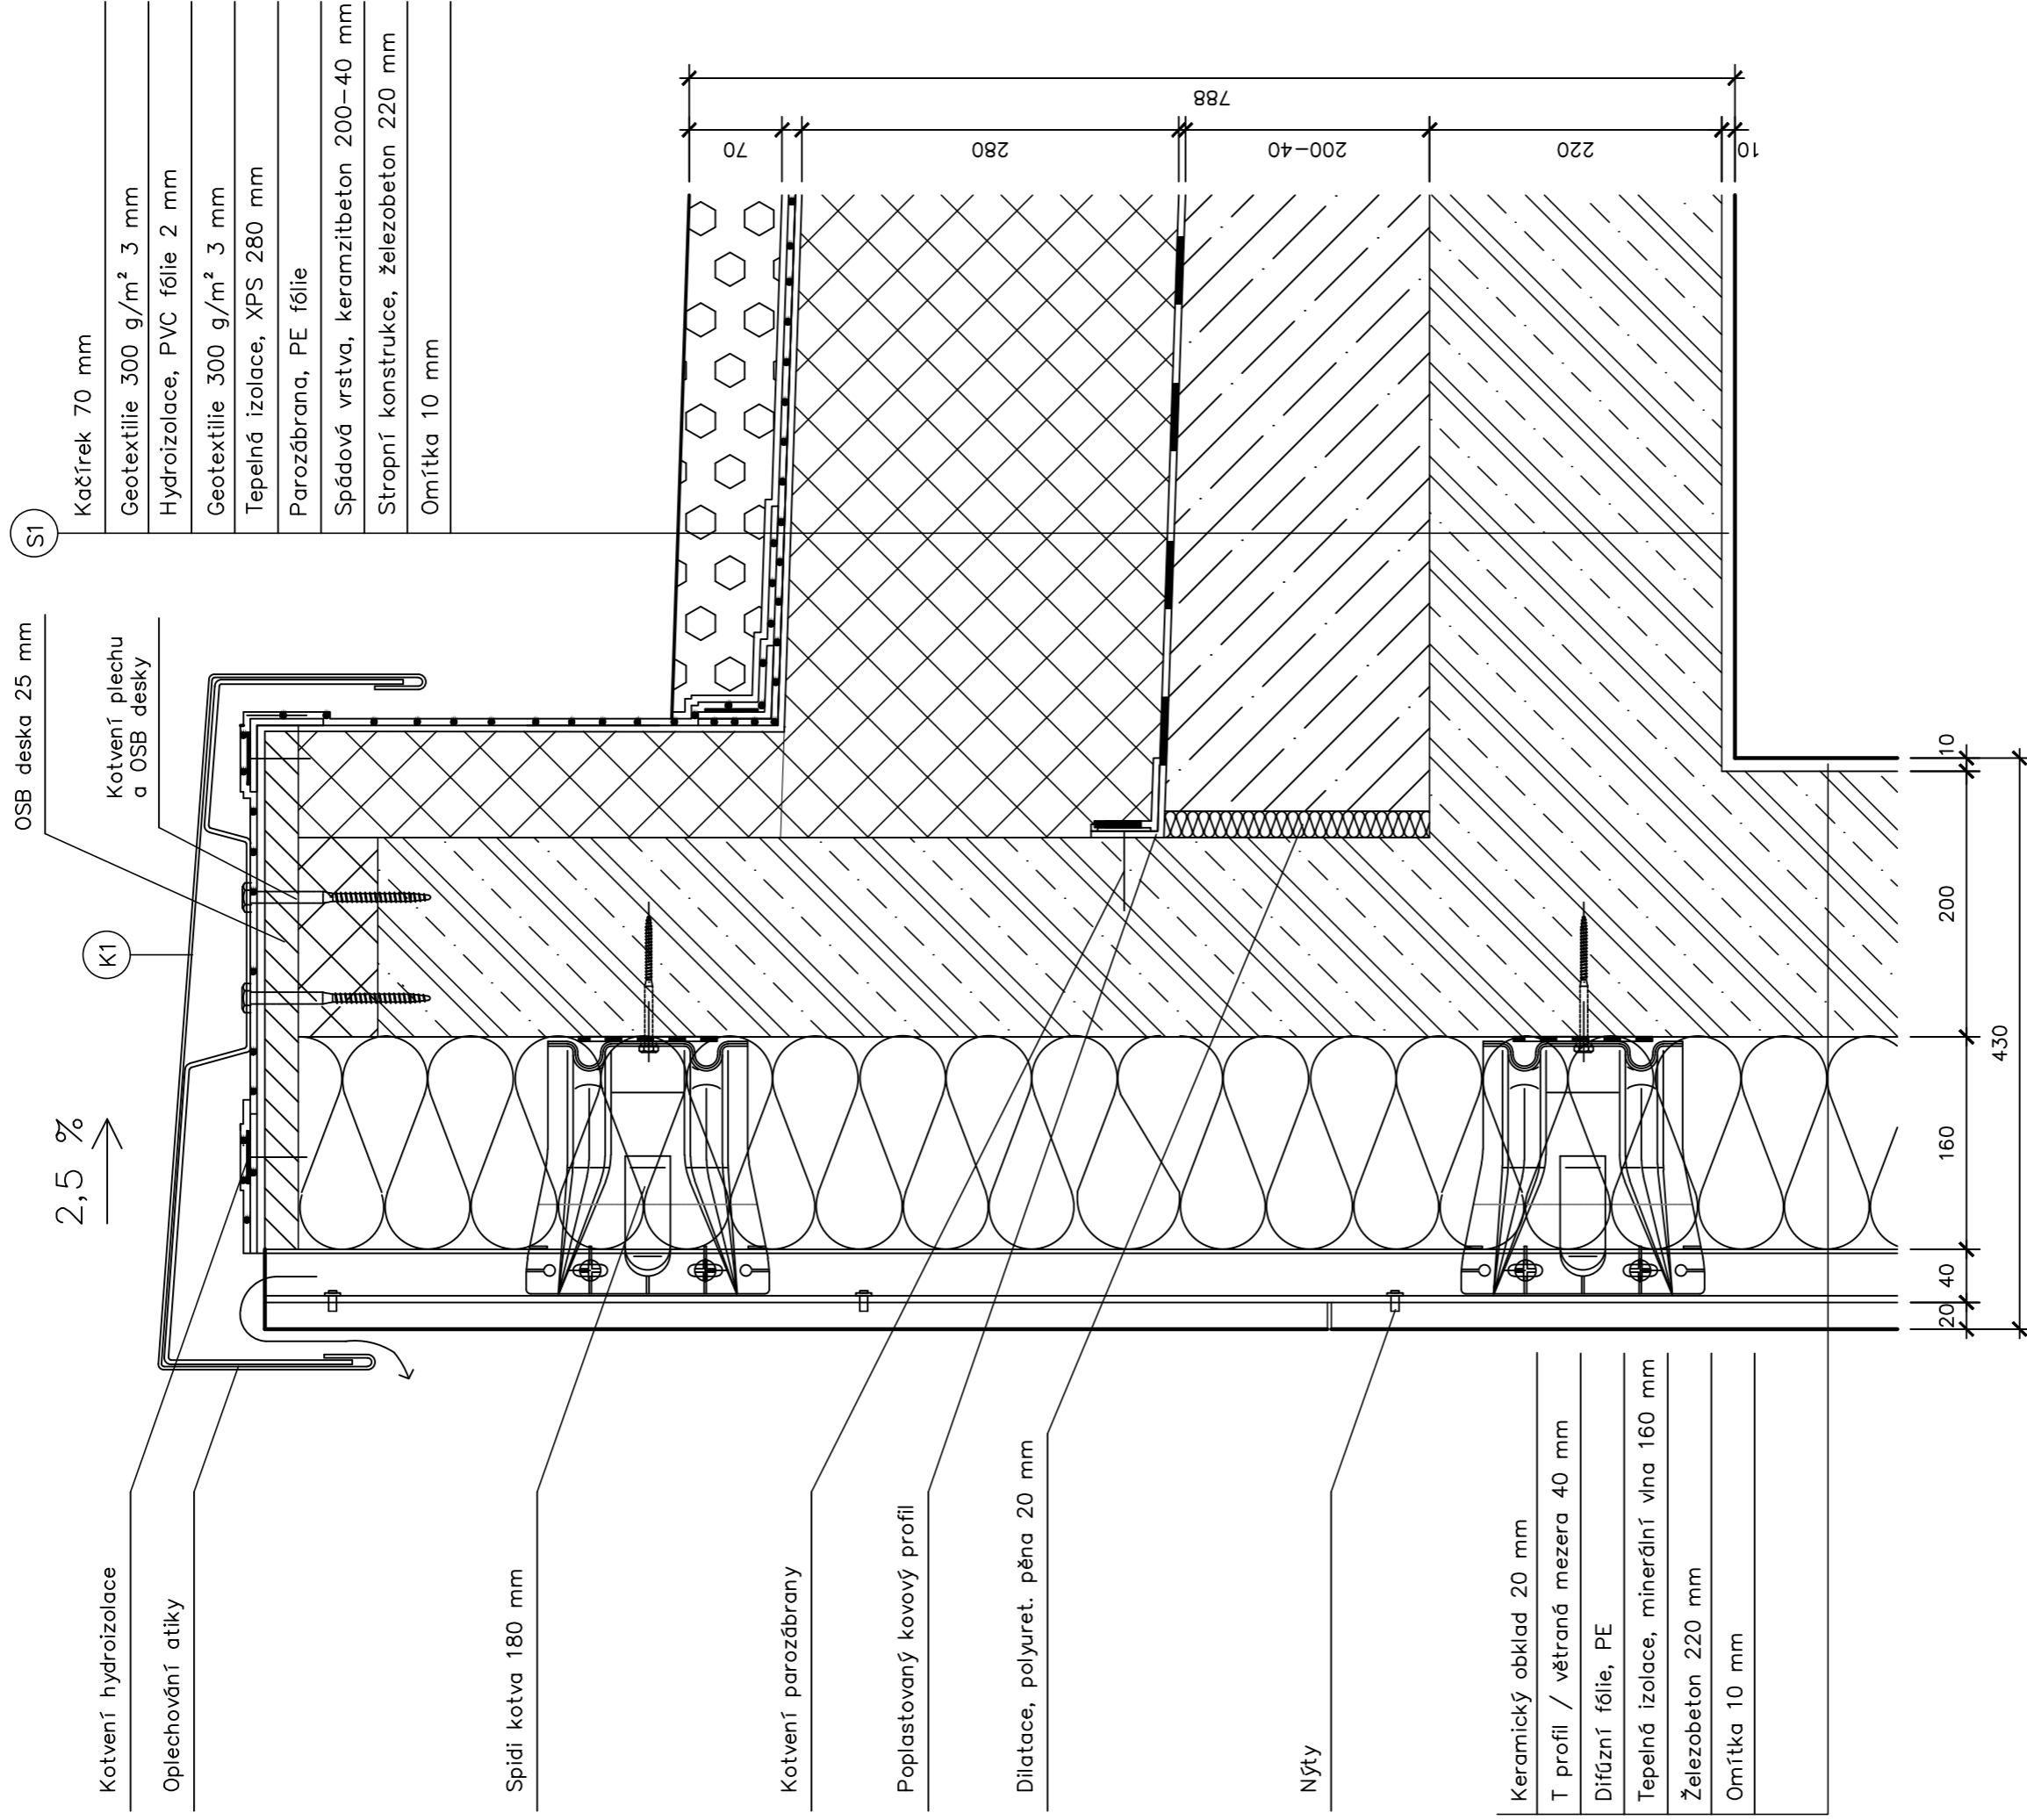 S1
Kačírek 70 mm
Geotextilie 300 g/m² 3 mm
Hydroizolace, PVC fólie 2 mm
Geotextilie 300 g/m² 3 mm
Tepelná izolace, XPS 280 mm
Parozábrana, PE fólie
Spádová vrstva, keramzitbeton 200-40 mm
Stropní konstrukce, železobeton 220 mm
Omítka 10 mm
OSB deska 25 mm
Kotvení plechu
a OSB desky
K1
2,5 %
Kotvení hydroizolace
Oplechování atiky
Spidi kotva 180 mm
Kotvení parozábrany
Poplastovaný kovový profil
Dilatace, polyuret. pěna 20 mm
Nýty
Keramický obklad 20 mm
T profil / větraná mezera 40 mm
Difúzní fólie, PE
Tepelná izolace, minerální vlna 160 mm
Železobeton 220 mm
Omítka 10 mm
788
70
280
200-40
220
10
20
40
160
200
10
430